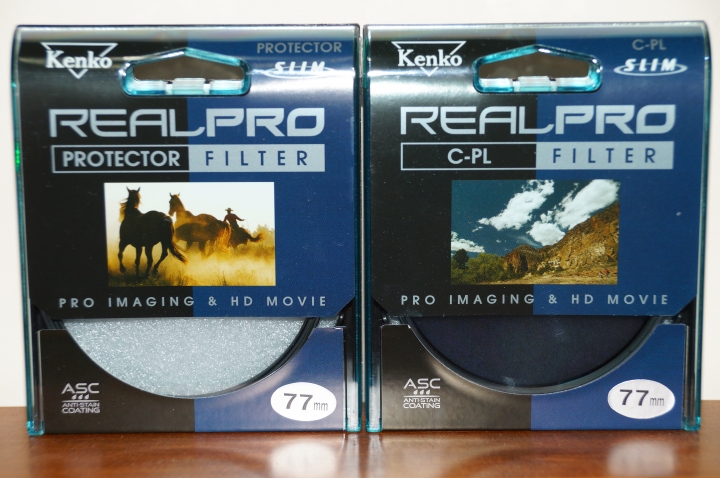 Kenko
PROTECTOR
SLIM
REALPRO
PROTECTOR FILTER
PRO IMAGING & HD MOVIE
ASC
ANTI-STAIN
COATING
77mm
Kenko
C-PL
SLIM
REALPRO
C-PL FILTER
PRO IMAGING & HD MOVIE
ASC
ANTI-STAIN
COATING
77mm